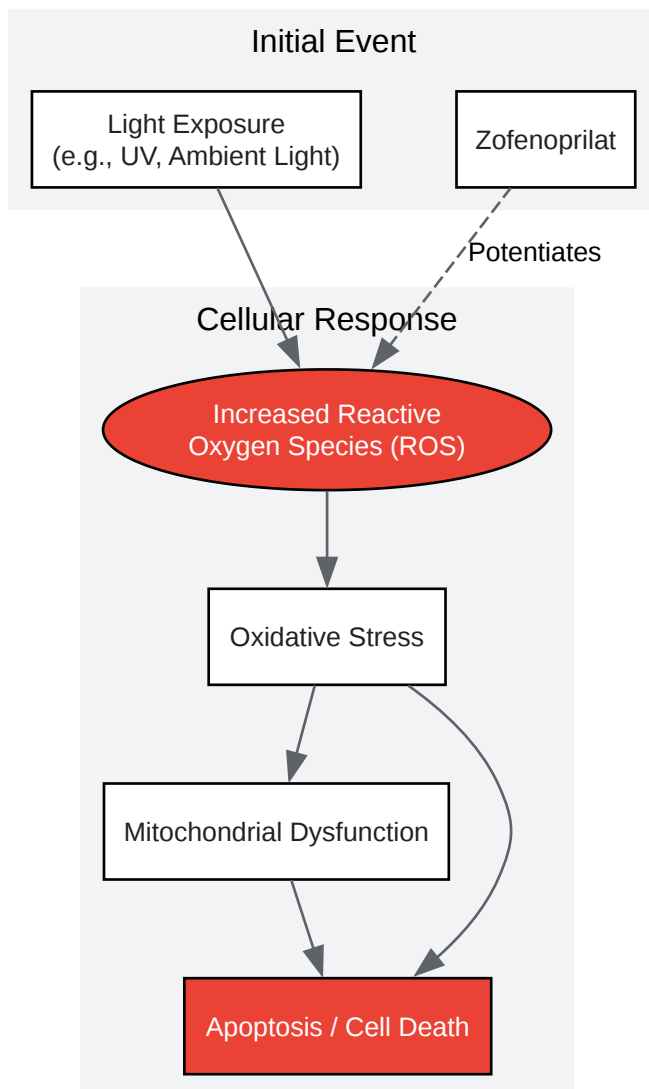 Initial Event
Light Exposure
(e.g., UV, Ambient Light)
Zofenoprilat
Potentiates
Cellular Response
Increased Reactive
Oxygen Species (ROS)
Oxidative Stress
Mitochondrial Dysfunction
Apoptosis / Cell Death